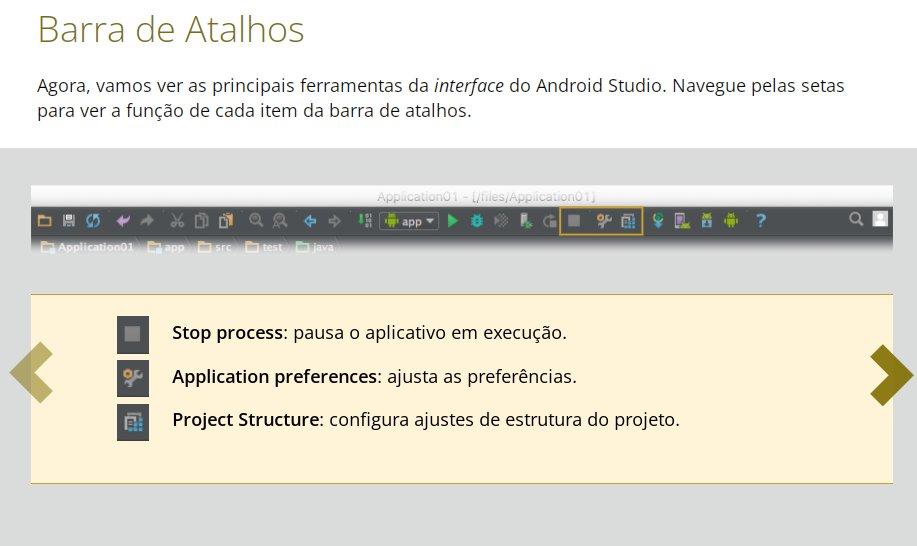 Barra de Atalhos
Agora, vamos ver as principais ferramentas da interface do Android Studio. Navegue pelas setas
para ver a função de cada item da barra de atalhos.
Application01 - [/files/Application01]
app
?
Application01 app src test java
Stop process: pausa o aplicativo em execução.
Application preferences: ajusta as preferências.
Project Structure: configura ajustes de estrutura do projeto.